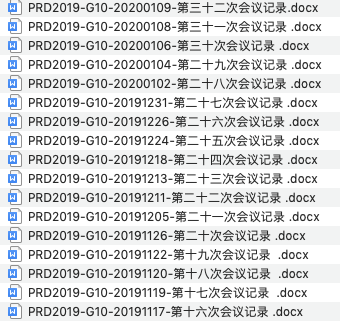 PRD2019-G10-20200109-第三十二次会议记录.docx
PRD2019-G10-20200108-第三十一次会议记录.docx
PRD2019-G10-20200106-第三十次会议记录.docx
PRD2019-G10-20200104-第二十九次会议记录.docx
PRD2019-G10-20200102-第二十八次会议记录.docx
PRD2019-G10-20191231-第二十七次会议记录 .docx
PRD2019-G10-20191226-第二十六次会议记录 .docx
PRD2019-G10-20191224-第二十五次会议记录 .docx
PRD2019-G10-20191218-第二十四次会议记录 .docx
PRD2019-G10-20191213-第二十三次会议记录 .docx
PRD2019-G10-20191211-第二十二次会议记录 .docx
PRD2019-G10-20191205-第二十一次会议记录 .docx
PRD2019-G10-20191126-第二十次会议记录 .docx
PRD2019-G10-20191122-第十九次会议记录  .docx
PRD2019-G10-20191120-第十八次会议记录  .docx
PRD2019-G10-20191119-第十七次会议记录  .docx
PRD2019-G10-20191117-第十六次会议记录 .docx